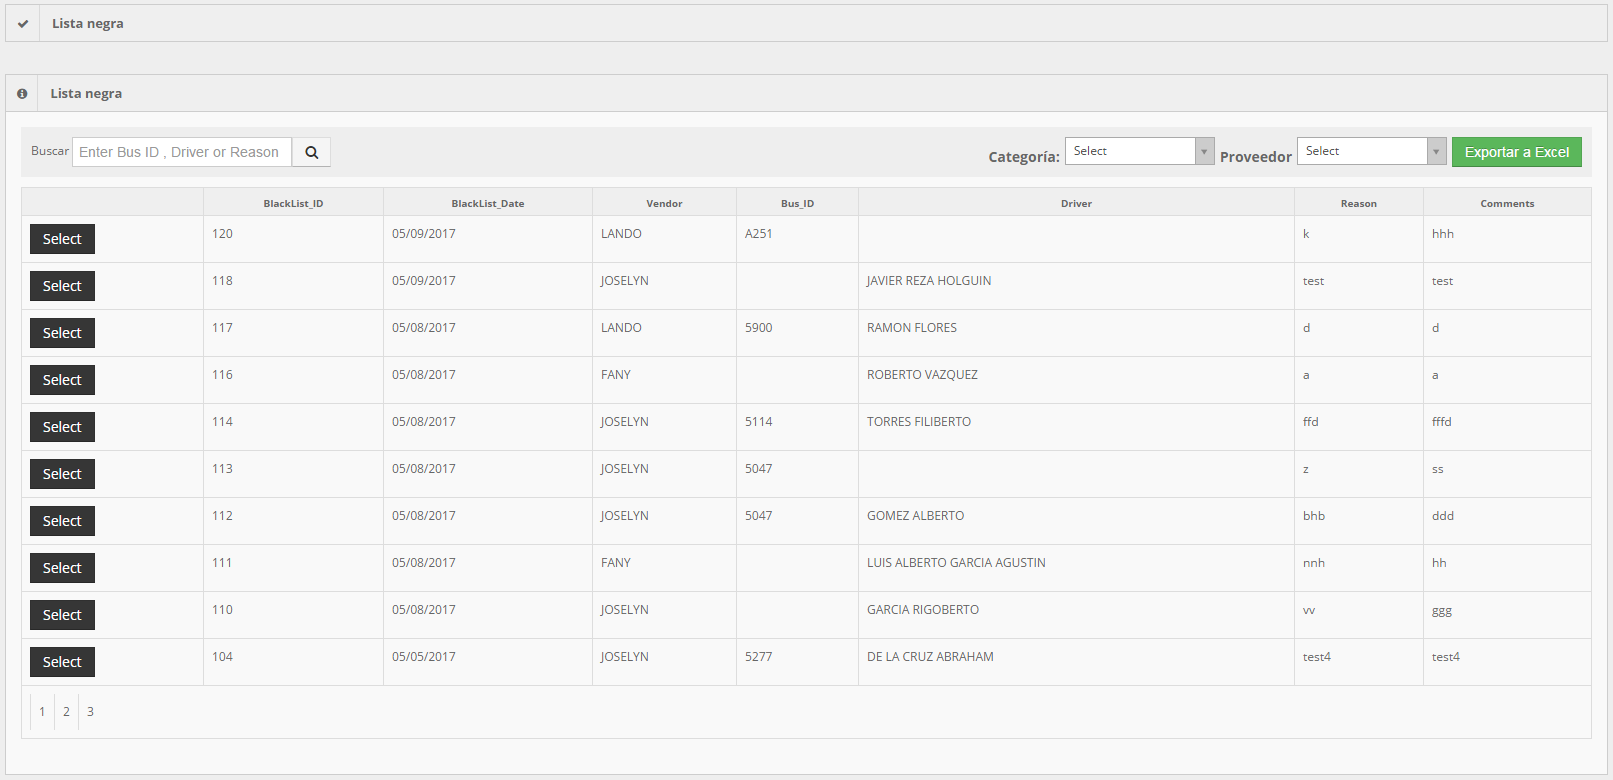 Lista negra
Lista negra
Buscar Enter Bus ID , Driver or Reason Categoría: Select Proveedor Select Exportar a Excel
BlackList_ID BlackList_Date Vendor Bus_ID Driver Reason Comments
Select 120 05/09/2017 LANDO A251 k hhh
Select 118 05/09/2017 JOSELYN JAVIER REZA HOLGUIN test test
Select 117 05/08/2017 LANDO 5900 RAMON FLORES d d
Select 116 05/08/2017 FANY ROBERTO VAZQUEZ a a
Select 114 05/08/2017 JOSELYN 5114 TORRES FILIBERTO ffd fffd
Select 113 05/08/2017 JOSELYN 5047 z ss
Select 112 05/08/2017 JOSELYN 5047 GOMEZ ALBERTO bhb ddd
Select 111 05/08/2017 FANY LUIS ALBERTO GARCIA AGUSTIN nnh hh
Select 110 05/08/2017 JOSELYN GARCIA RIGOBERTO vv ggg
Select 104 05/05/2017 JOSELYN 5277 DE LA CRUZ ABRAHAM test4 test4
1 2 3